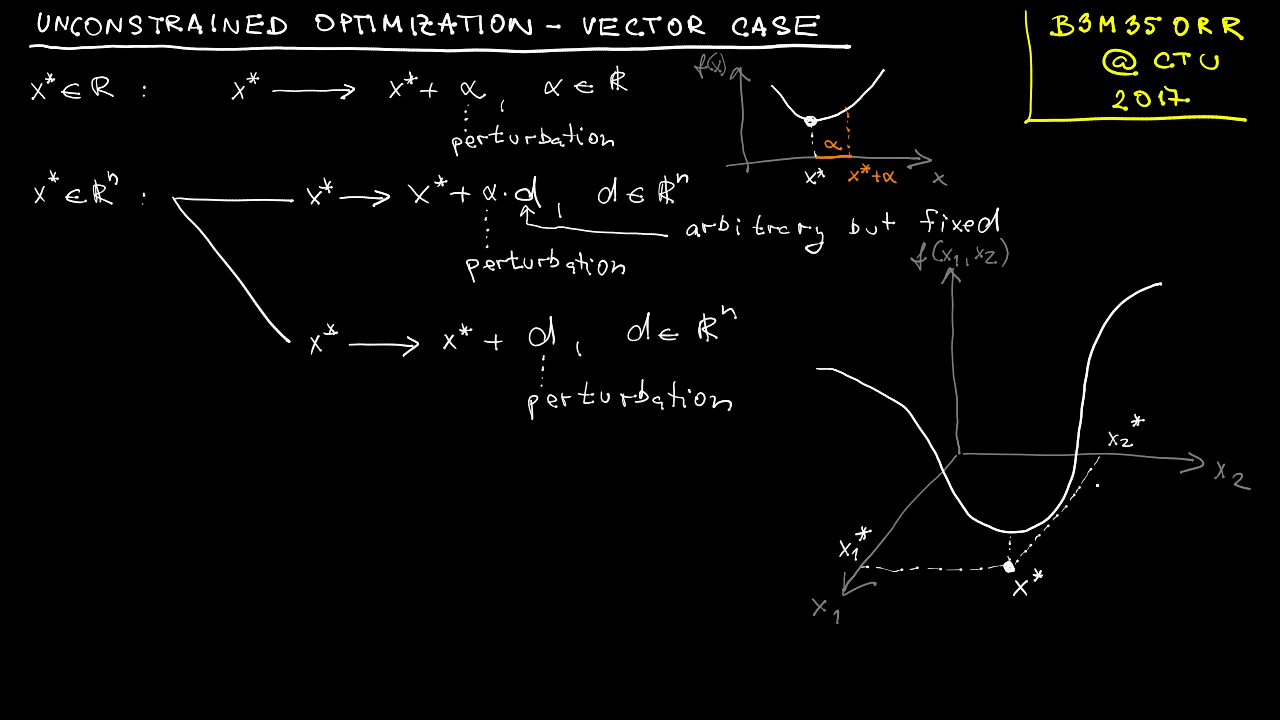 UNCONSTRAINED OPTIMIZATION - VECTOR CASE
B3M35ORR
@ CTU
2017
x* ∈ ℝ : x* → x* + α, α ∈ ℝ
perturbation
f(x)
α
x*
x*+α
x
x* ∈ ℝⁿ : x* → x* + α·d, d ∈ ℝⁿ
arbitrary but fixed
perturbation
f(x₁, x₂)
x* → x* + d, d ∈ ℝⁿ
perturbation
x₂*
x₂
x₁*
x*
x₁